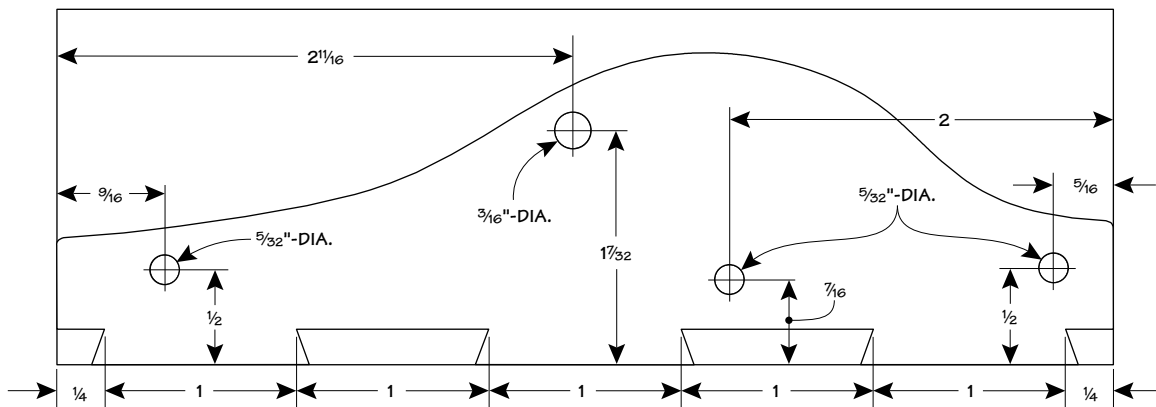 2 11/16
2
9/16
5/16
3/16"-DIA.
5/32"-DIA.
5/32"-DIA.
1 7/32
7/16
1/2
1/2
1/4 1 1 1 1 1 1/4